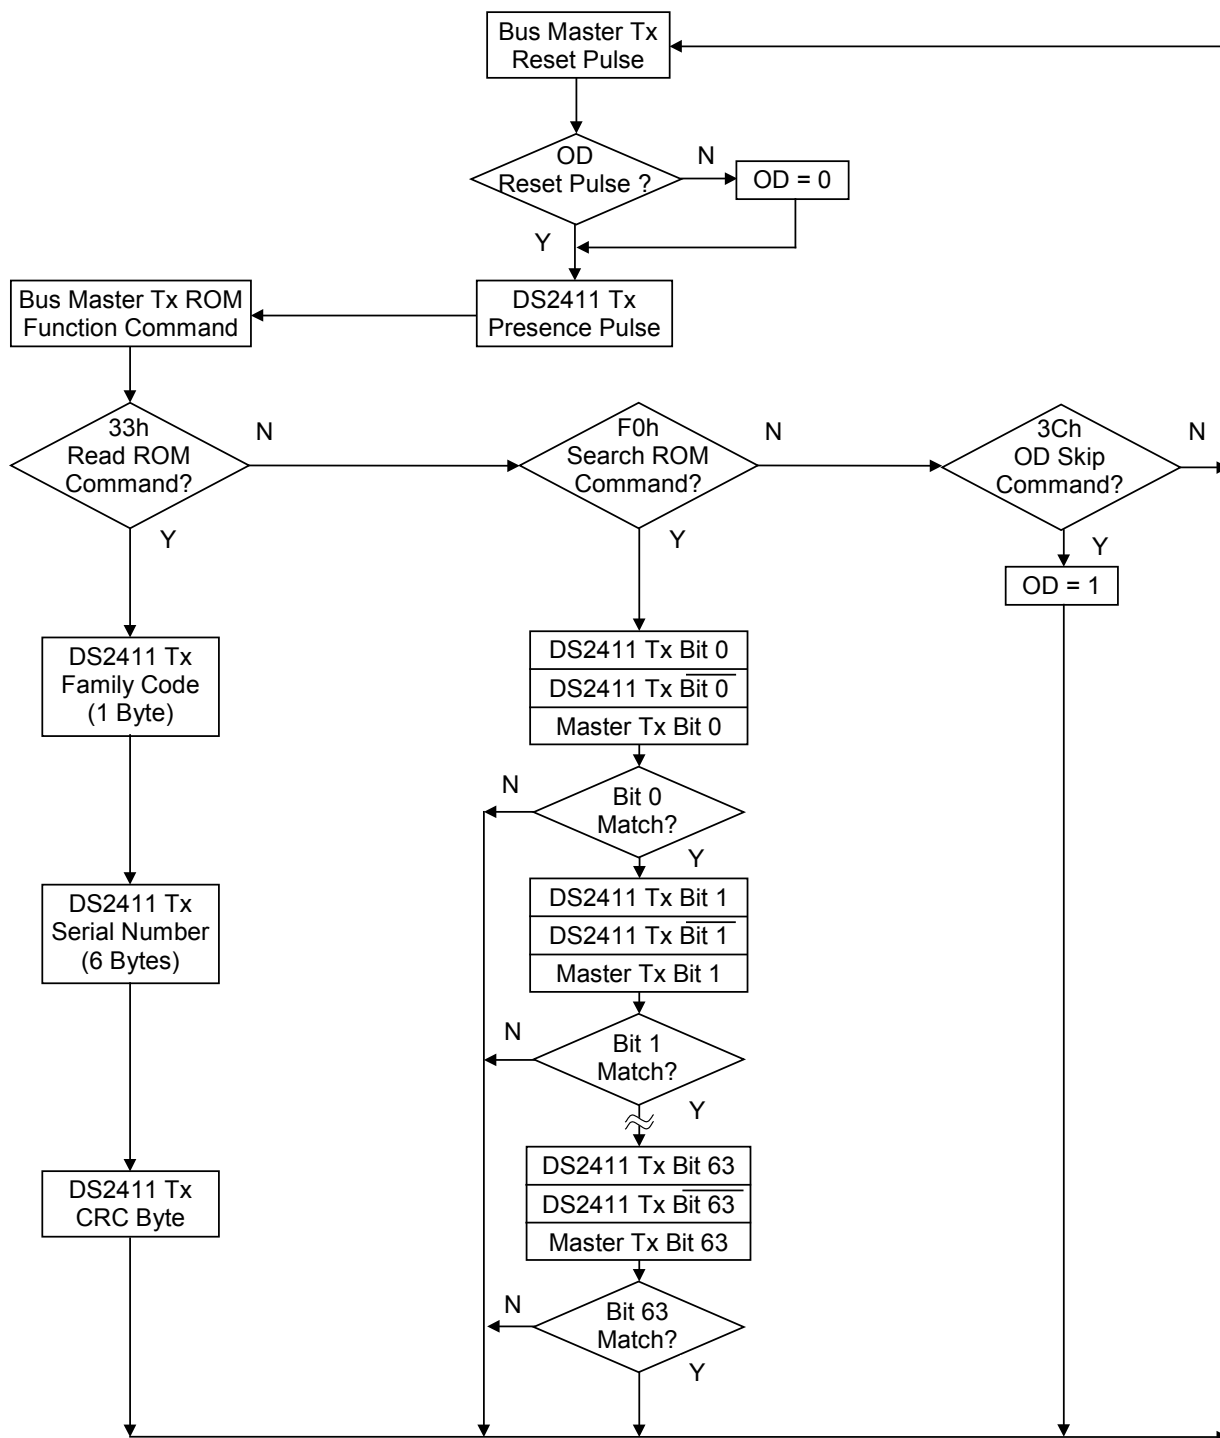 Bus Master Tx
Reset Pulse
OD
Reset Pulse ?
N
OD = 0
Y
Bus Master Tx ROM
Function Command
DS2411 Tx
Presence Pulse
33h
Read ROM
Command?
N
Y
F0h
Search ROM
Command?
N
Y
3Ch
OD Skip
Command?
N
Y
OD = 1
DS2411 Tx
Family Code
(1 Byte)
DS2411 Tx
Serial Number
(6 Bytes)
DS2411 Tx
CRC Byte
DS2411 Tx Bit 0
DS2411 Tx B̅i̅t̅ ̅0̅
Master Tx Bit 0
Bit 0
Match?
N
Y
DS2411 Tx Bit 1
DS2411 Tx B̅i̅t̅ ̅1̅
Master Tx Bit 1
Bit 1
Match?
N
Y
DS2411 Tx Bit 63
DS2411 Tx B̅i̅t̅ ̅6̅3̅
Master Tx Bit 63
Bit 63
Match?
N
Y